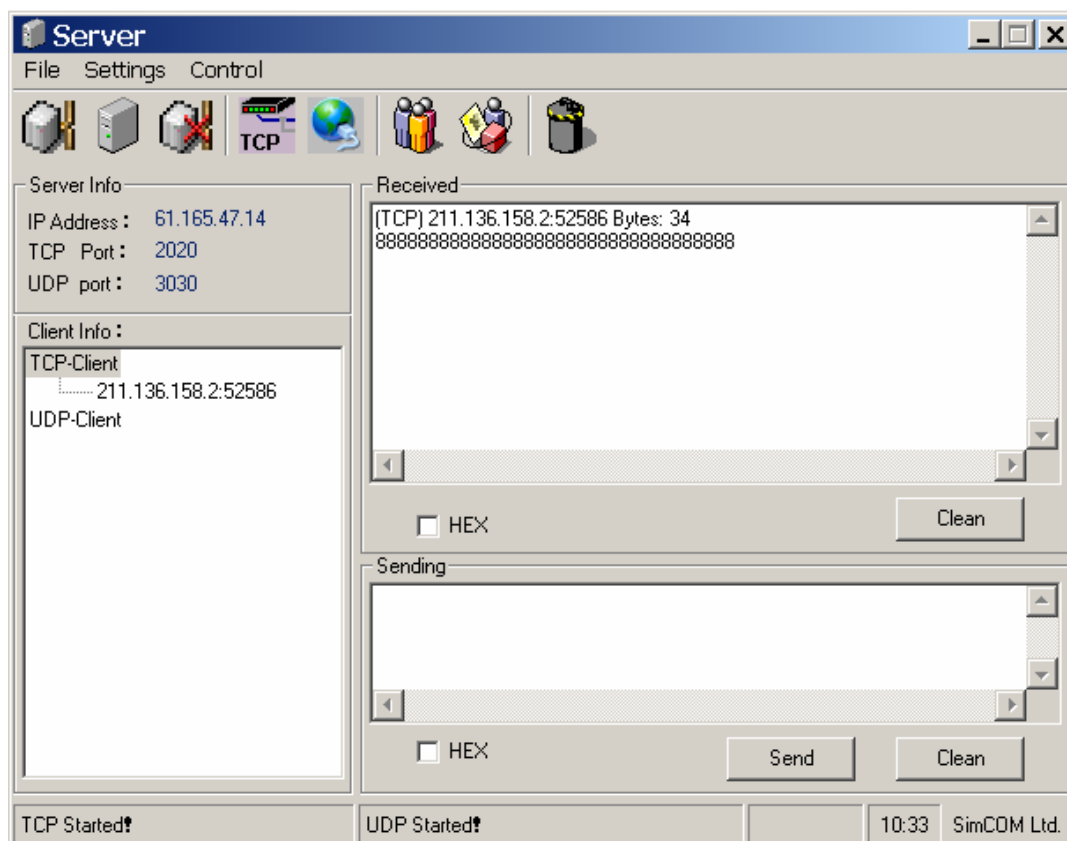 Server
File Settings Control
TCP
Server Info
IP Address: 61.165.47.14
TCP Port: 2020
UDP port: 3030
Client Info:
TCP-Client
211.136.158.2:52586
UDP-Client
Received
(TCP) 211.136.158.2:52586 Bytes: 34
8888888888888888888888888888888888
HEX
Clean
Sending
HEX
Send
Clean
TCP Started!
UDP Started!
10:33
SimCOM Ltd.